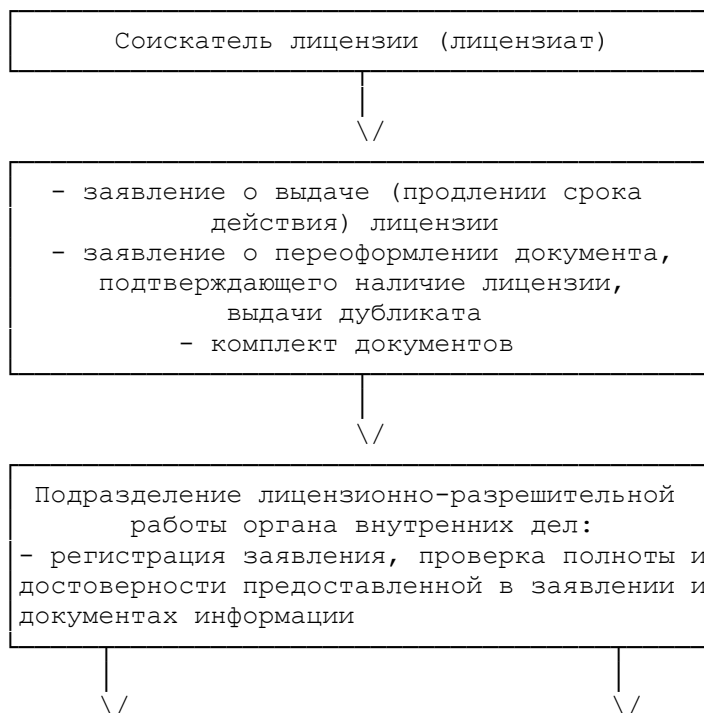 Соискатель лицензии (лицензиат)
- заявление о выдаче (продлении срока
действия) лицензии
- заявление о переоформлении документа,
подтверждающего наличие лицензии,
выдачи дубликата
- комплект документов
Подразделение лицензионно-разрешительной
работы органа внутренних дел:
- регистрация заявления, проверка полноты и
достоверности предоставленной в заявлении и
документах информации